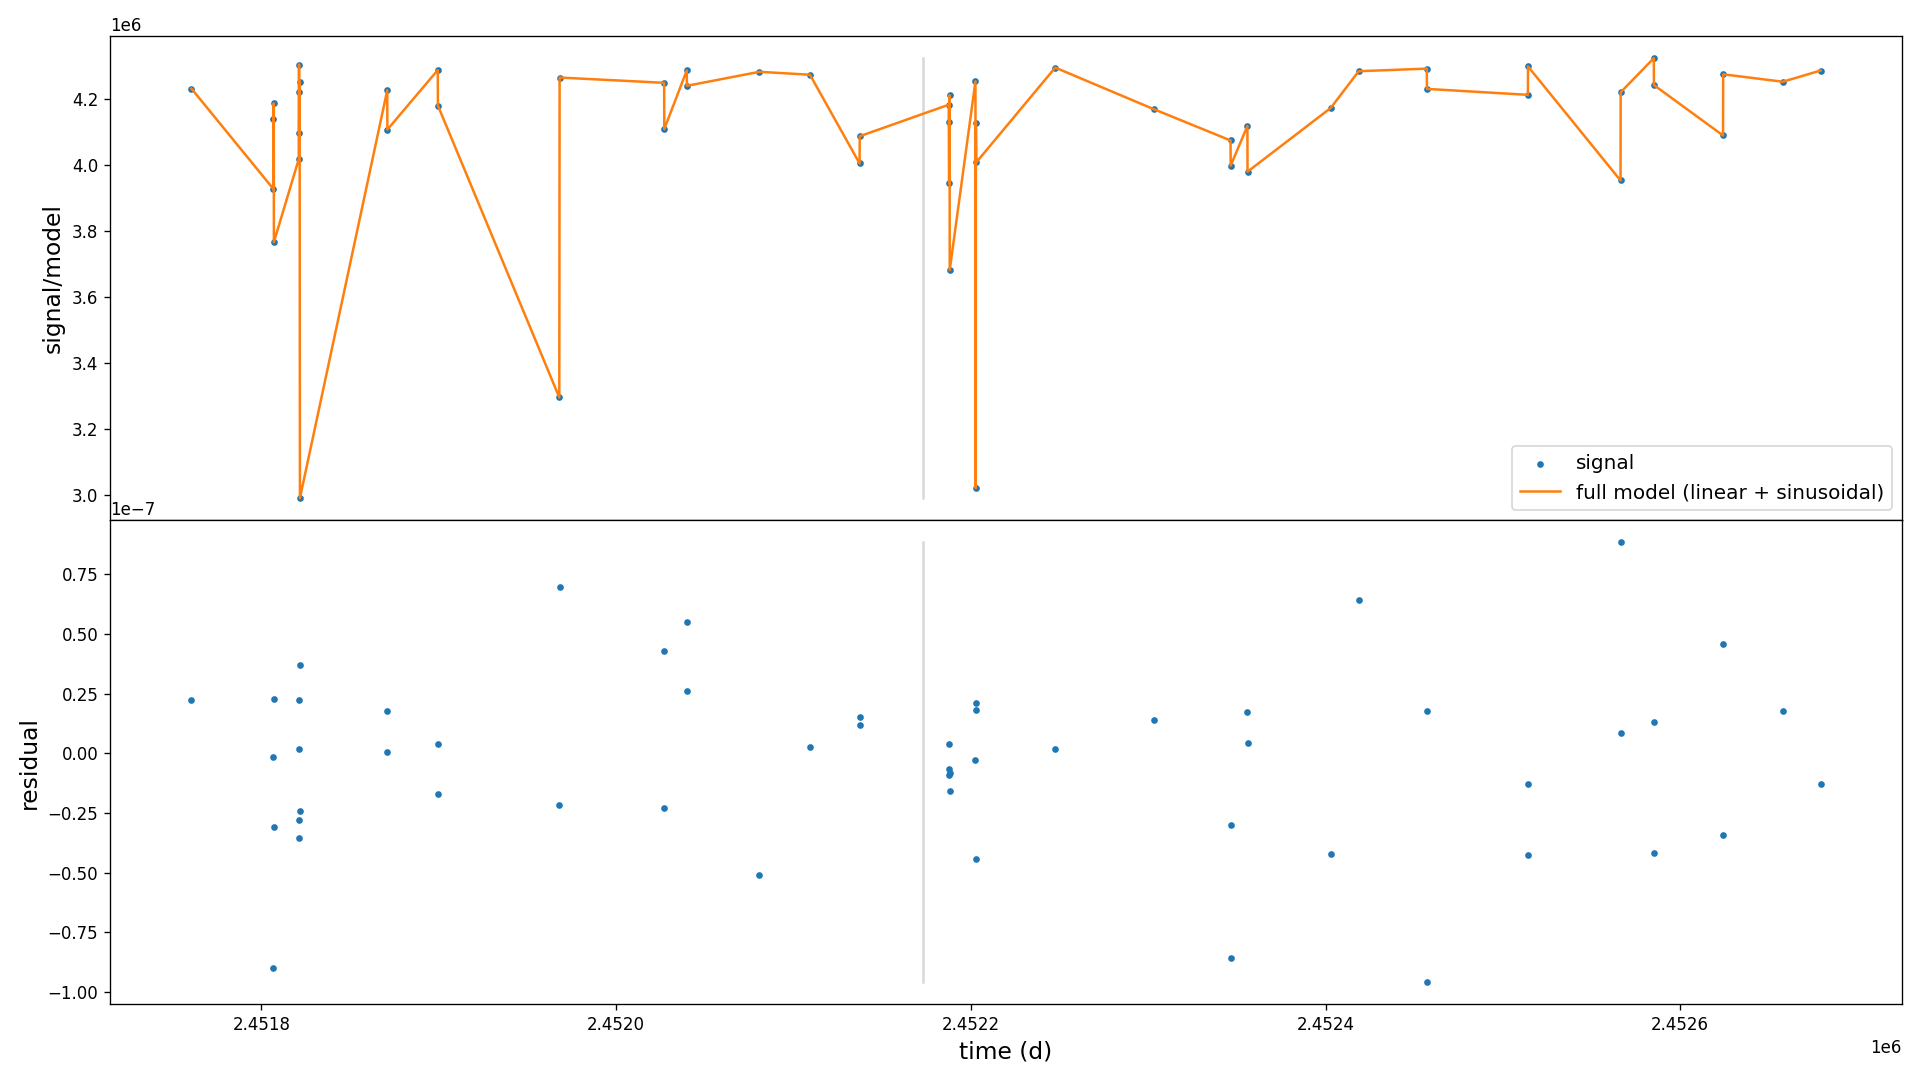 1e6
4.2
4.0
3.8
3.6
3.4
3.2
3.0
signal/model
signal
full model (linear + sinusoidal)
1e−7
0.75
0.50
0.25
0.00
−0.25
−0.50
−0.75
−1.00
residual
2.4518
2.4520
2.4522
2.4524
2.4526
time (d)
1e6